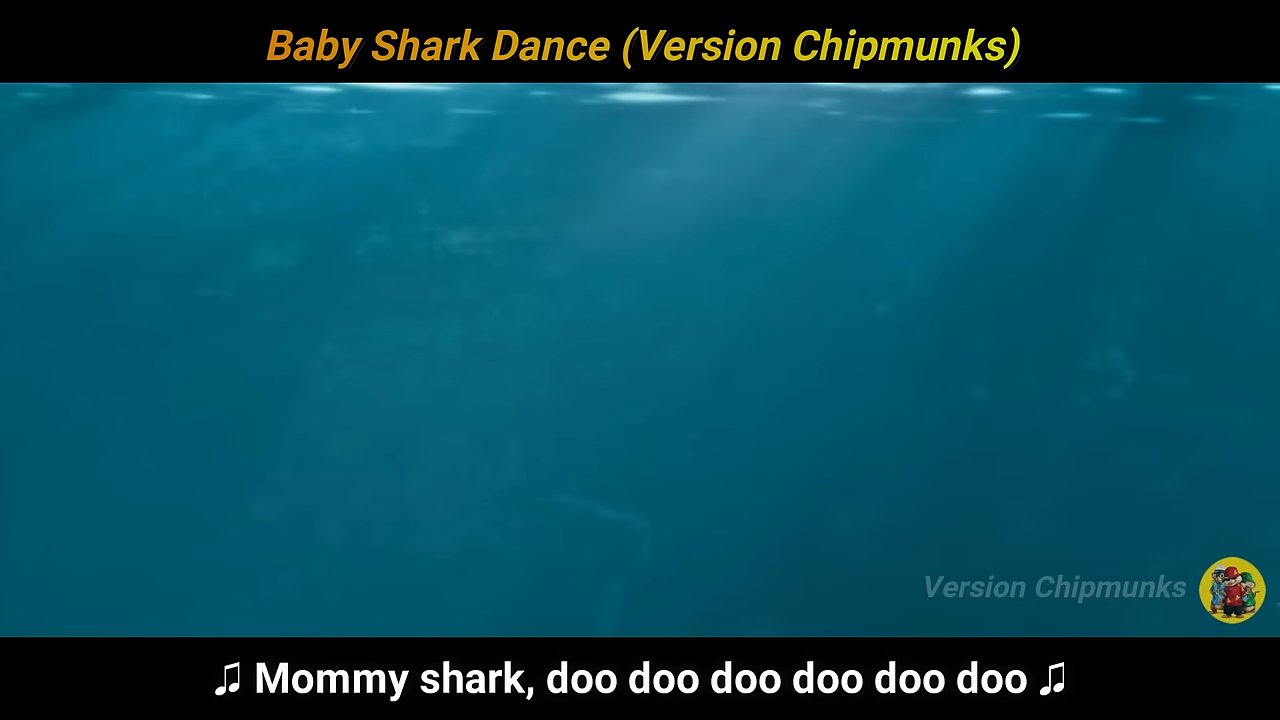 Baby Shark Dance (Version Chipmunks)
Version Chipmunks
♫ Mommy shark, doo doo doo doo doo doo ♫